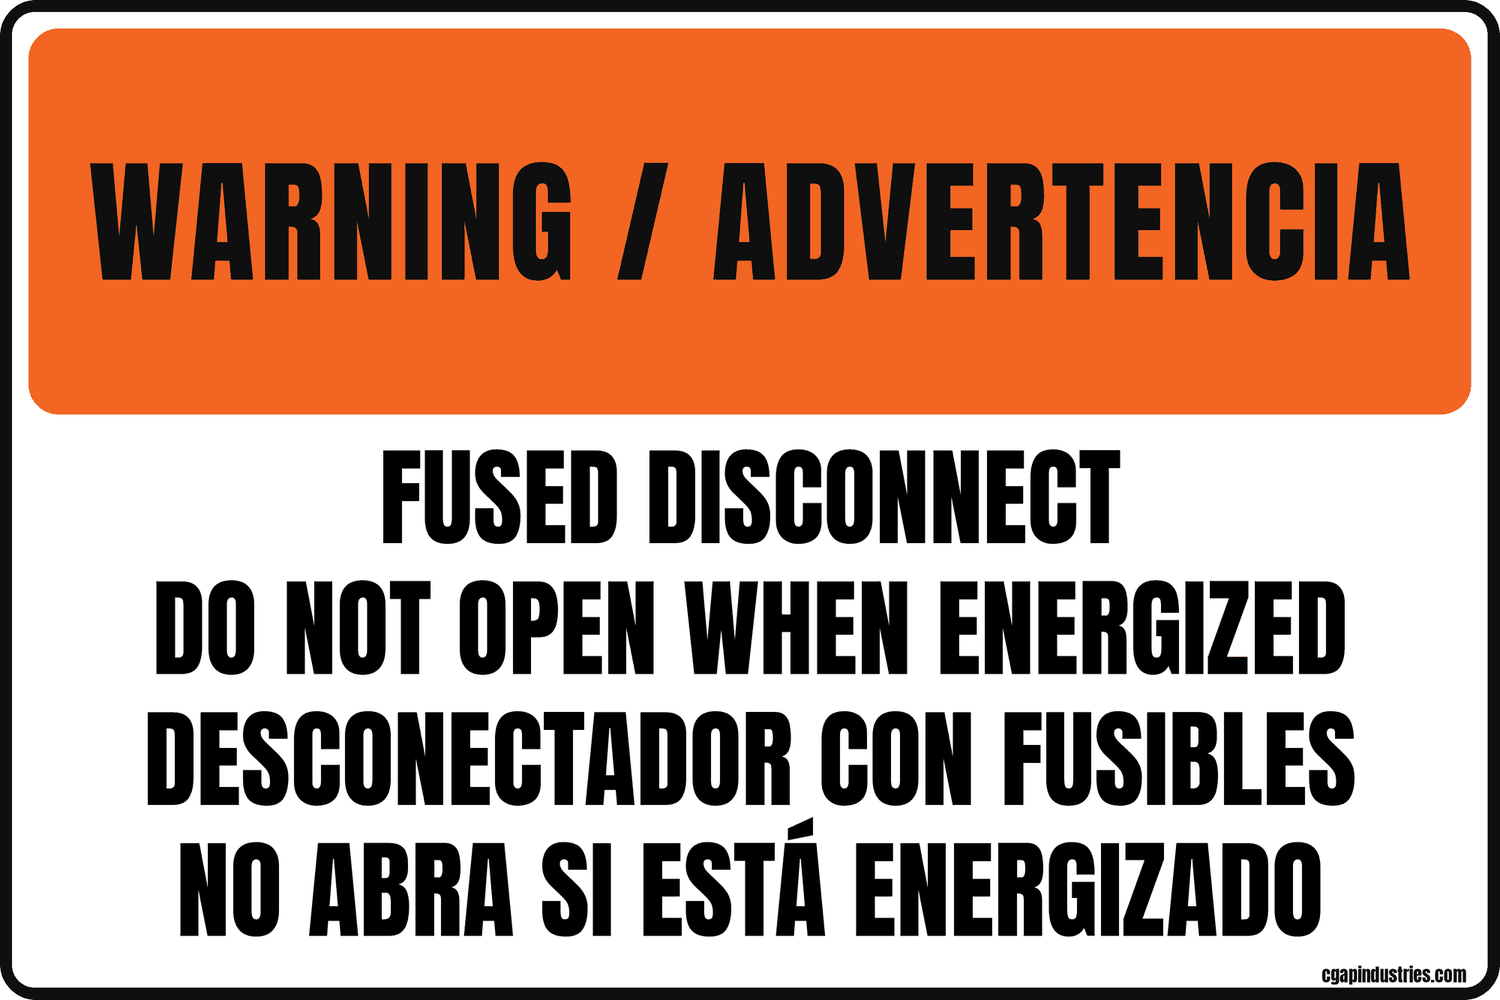 WARNING / ADVERTENCIA
FUSED DISCONNECT
DO NOT OPEN WHEN ENERGIZED
DESCONECTADOR CON FUSIBLES
NO ABRA SI ESTÁ ENERGIZADO
cgapindustries.com